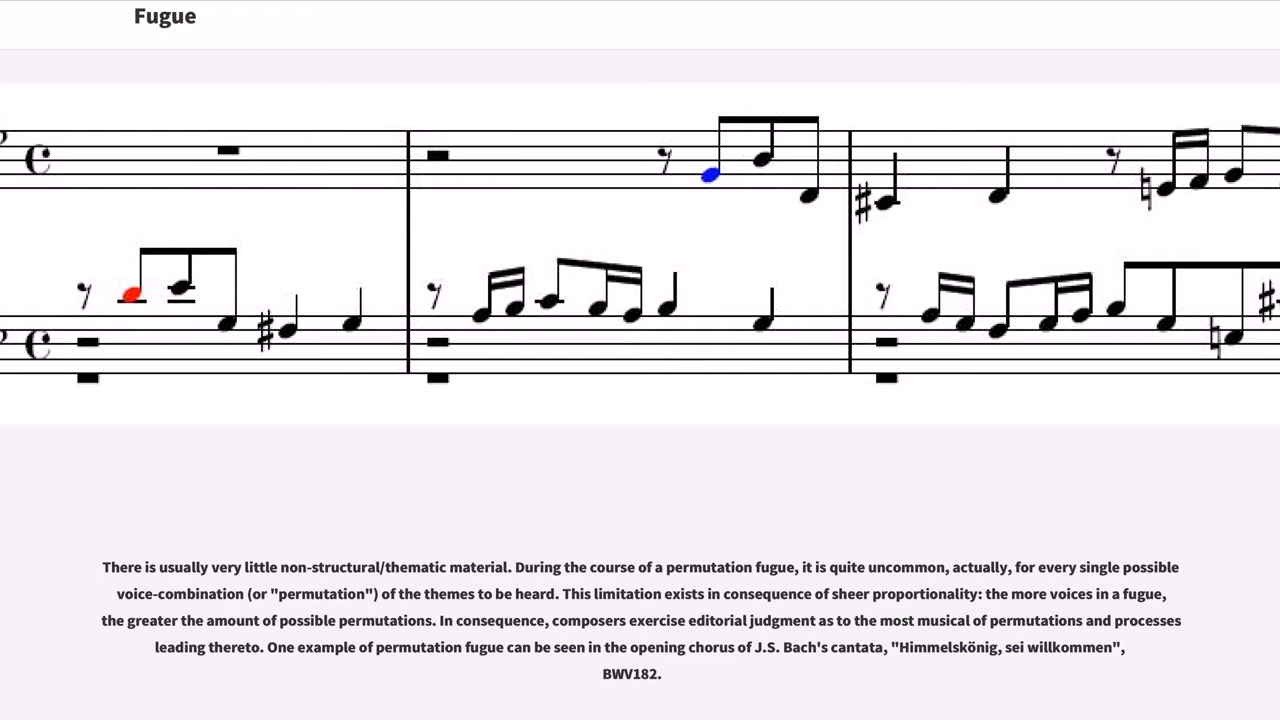 Fugue
There is usually very little non-structural/thematic material. During the course of a permutation fugue, it is quite uncommon, actually, for every single possible
voice-combination (or "permutation") of the themes to be heard. This limitation exists in consequence of sheer proportionality: the more voices in a fugue,
the greater the amount of possible permutations. In consequence, composers exercise editorial judgment as to the most musical of permutations and processes
leading thereto. One example of permutation fugue can be seen in the opening chorus of J.S. Bach's cantata, "Himmelskönig, sei willkommen",
BWV182.